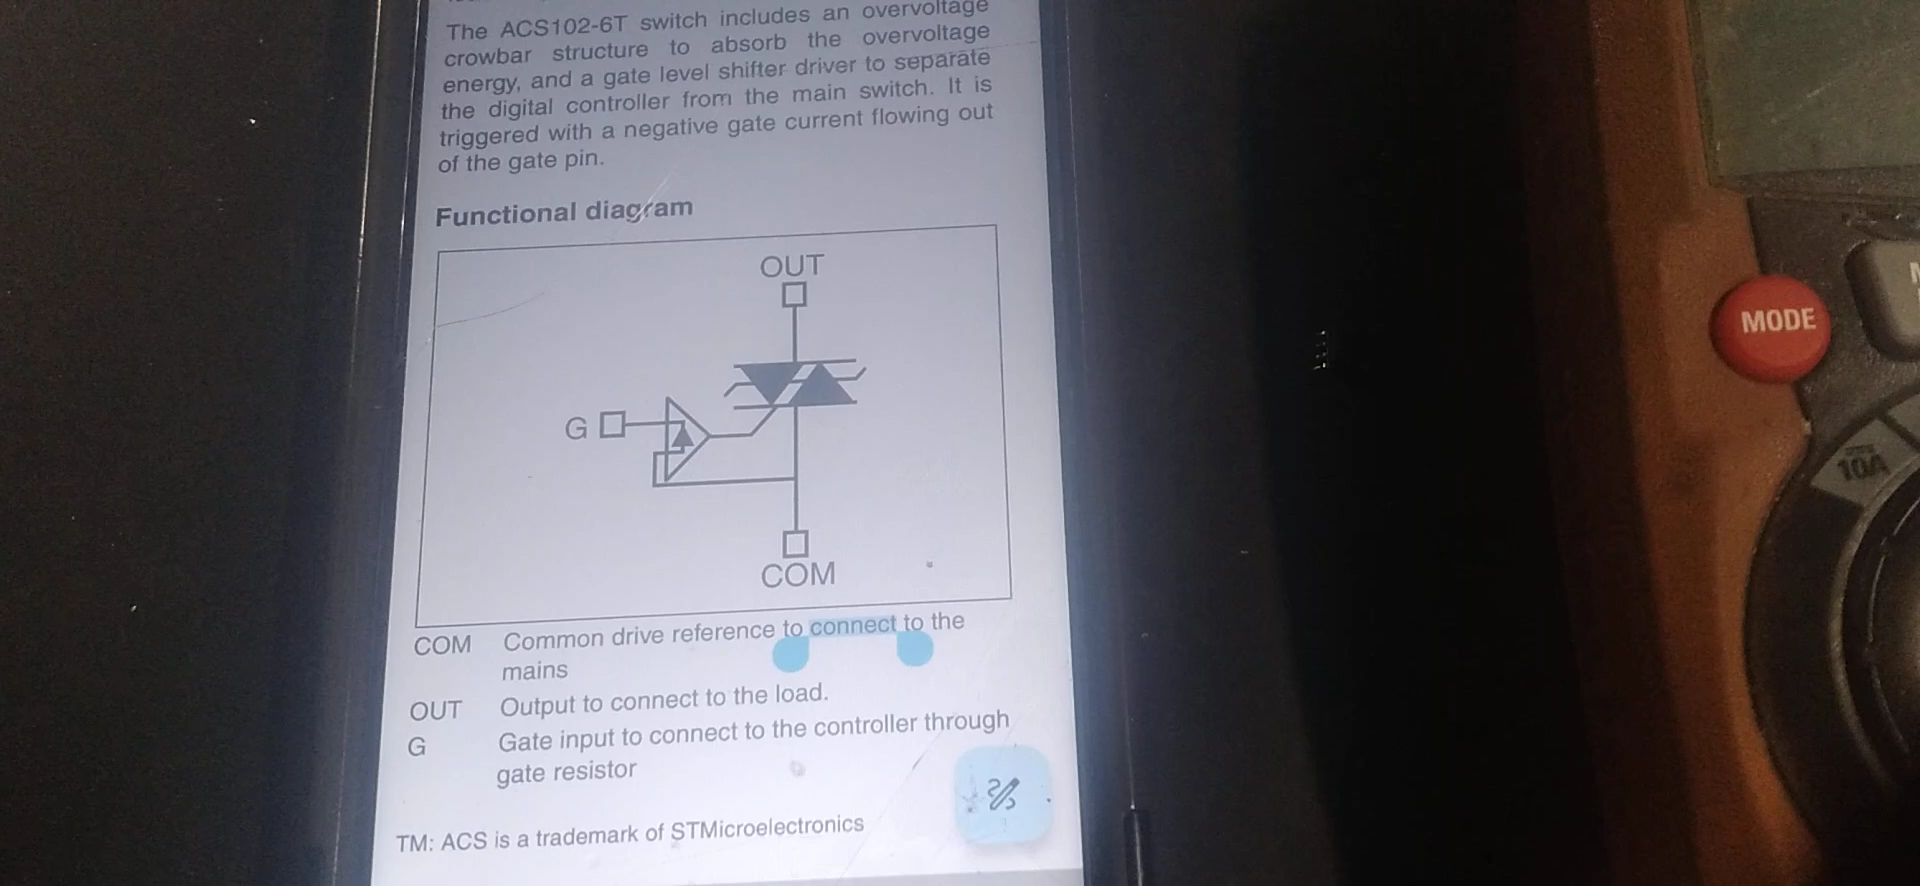 The ACS102-6T switch includes an overvoltage
crowbar structure to absorb the overvoltage
energy, and a gate level shifter driver to separate
the digital controller from the main switch. It is
triggered with a negative gate current flowing out
of the gate pin.
Functional diagram
OUT
G
COM
COM Common drive reference to connect to the
mains
OUT Output to connect to the load.
G Gate input to connect to the controller through
gate resistor
TM: ACS is a trademark of STMicroelectronics
MODE
10A